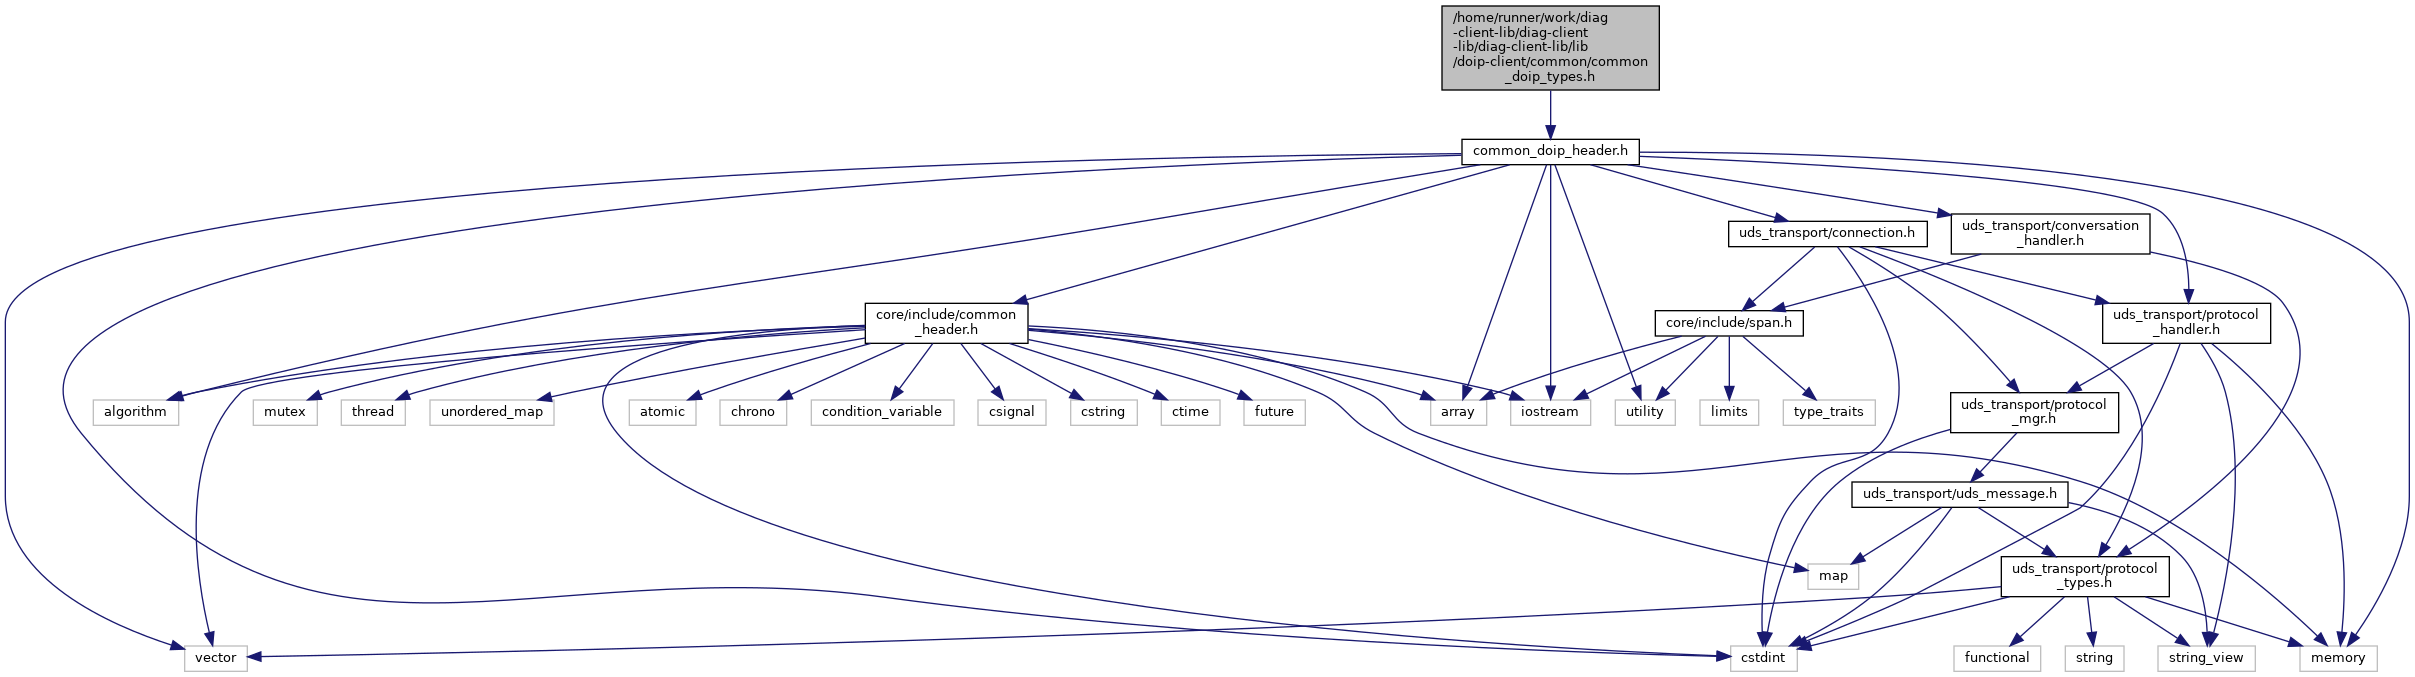 /home/runner/work/diag
-client-lib/diag-client
-lib/diag-client-lib/lib
/doip-client/common/common
_doip_types.h
common_doip_header.h
uds_transport/connection.h
uds_transport/conversation
_handler.h
core/include/common
_header.h
core/include/span.h
uds_transport/protocol
_handler.h
algorithm
mutex
thread
unordered_map
atomic
chrono
condition_variable
csignal
cstring
ctime
future
array
iostream
utility
limits
type_traits
uds_transport/protocol
_mgr.h
uds_transport/uds_message.h
map
uds_transport/protocol
_types.h
vector
cstdint
functional
string
string_view
memory